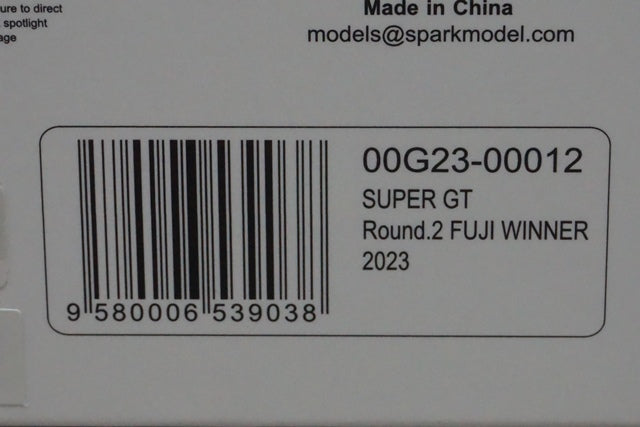 ure to direct
spotlight
age
Made in China
models@sparkmodel.com
00G23-00012
SUPER GT
Round.2 FUJI WINNER
2023
9 580006 539038